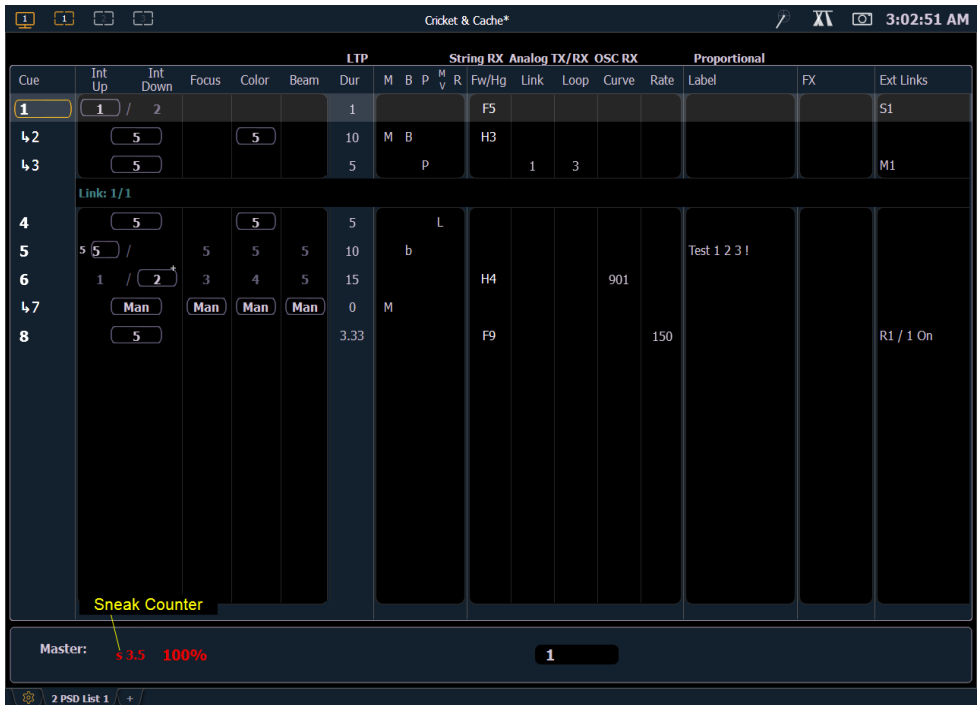 1 1 2 3 Cricket & Cache* 3:02:51 AM
LTP String RX Analog TX/RX OSC RX Proportional
Cue Int Up Int Down Focus Color Beam Dur M B P MV R Fw/Hg Link Loop Curve Rate Label FX Ext Links
1 1 / 2 1 F5 S1
↳2 5 5 10 M B H3
↳3 5 5 P 1 3 M1
Link: 1/1
4 5 5 5 L
5 5 5 / 5 5 5 10 b Test 1 2 3 !
6 1 / 2 + 3 4 5 15 H4 901
↳7 Man Man Man Man 0 M
8 5 3.33 F9 150 R1 / 1 On
Sneak Counter
Master: s 3.5 100% 1
2 PSD List 1 +